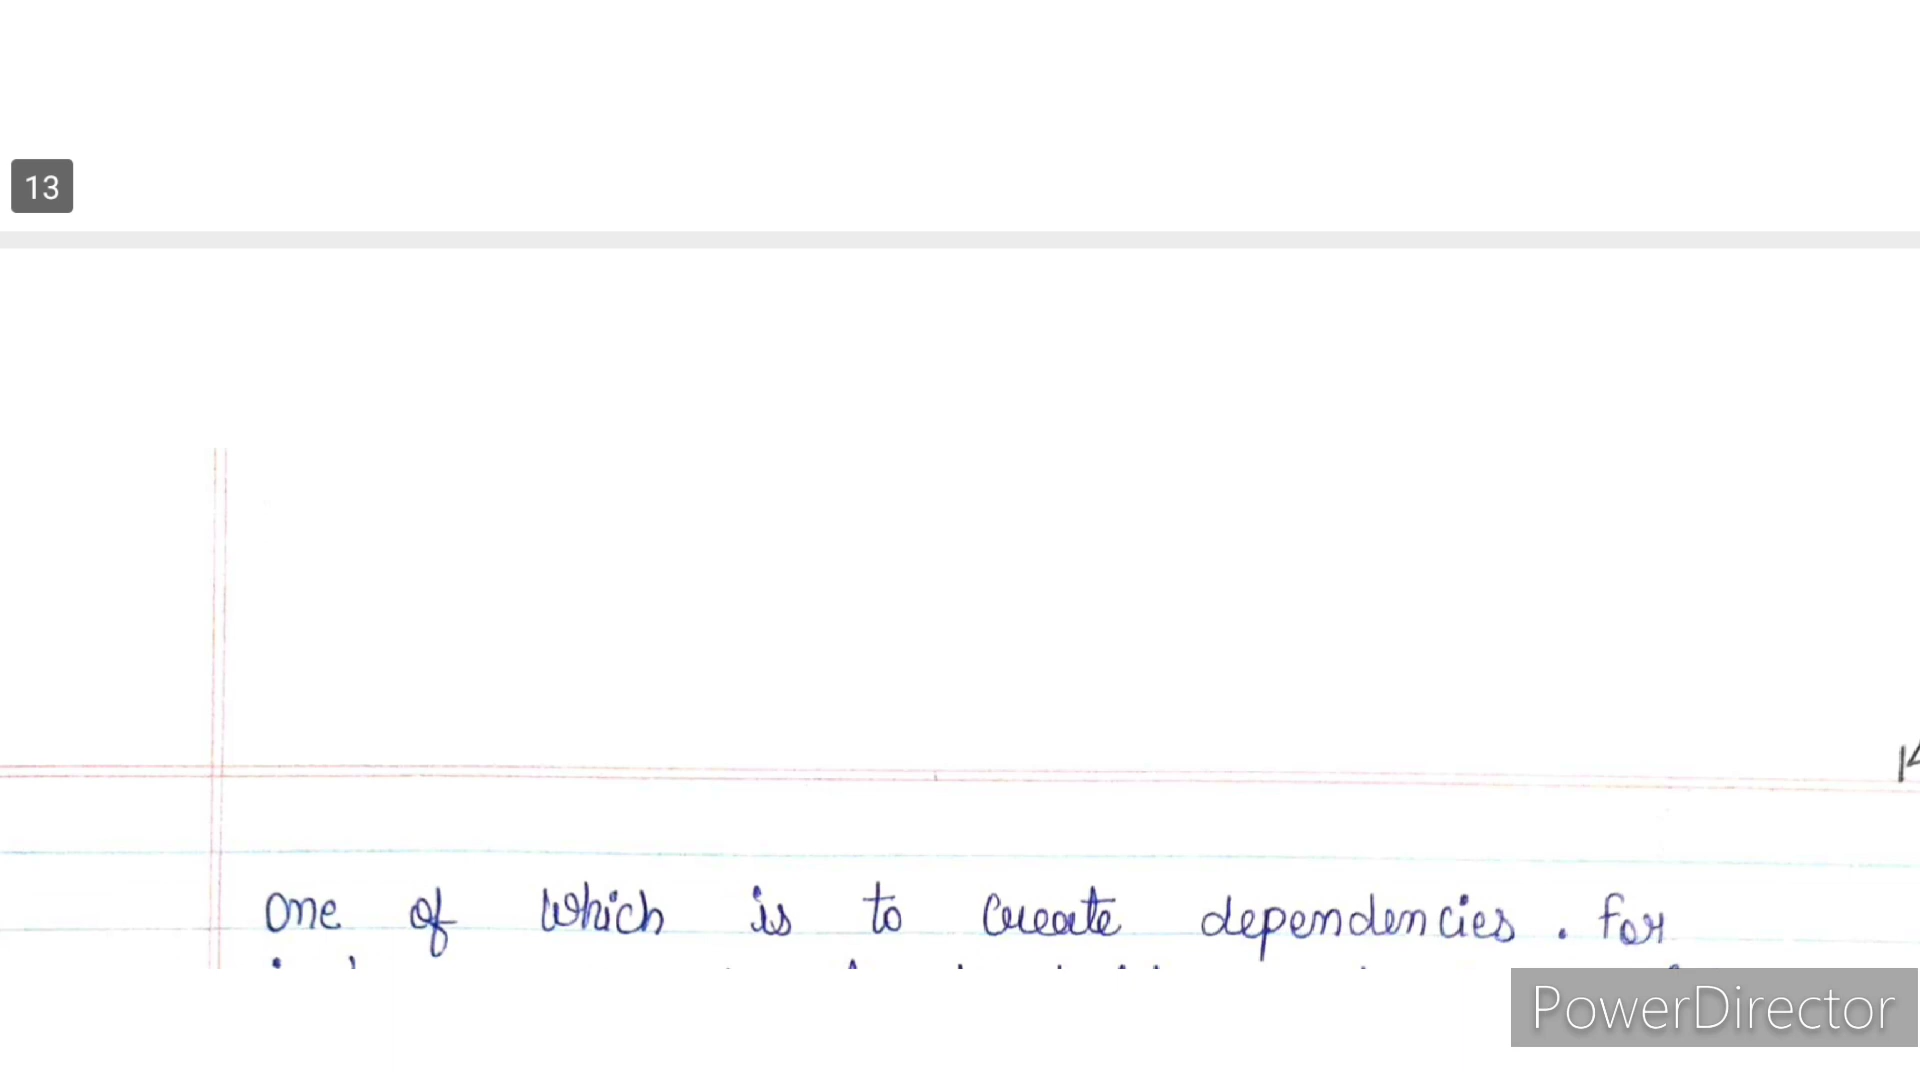 13
one of which is to create dependencies. For
PowerDirector